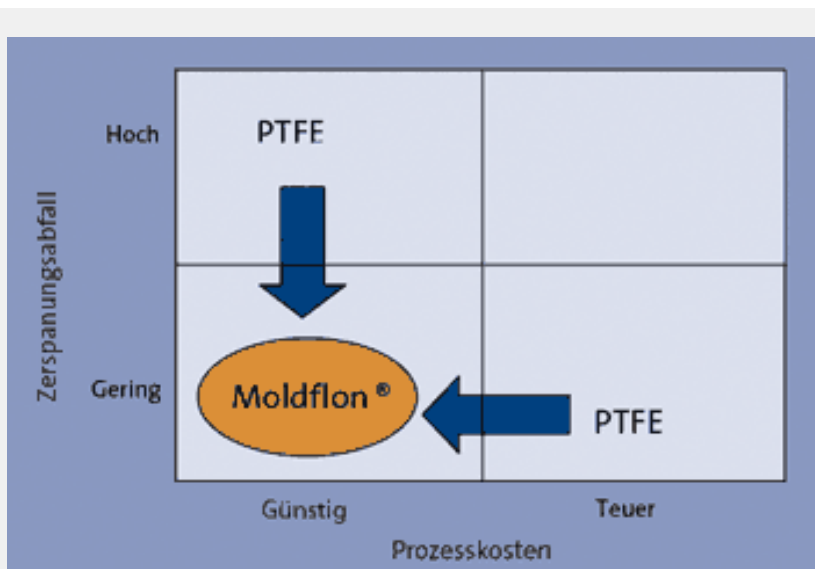 Zerspanungsabfall
Hoch
PTFE
Gering
Moldflon®
PTFE
Günstig
Teuer
Prozesskosten